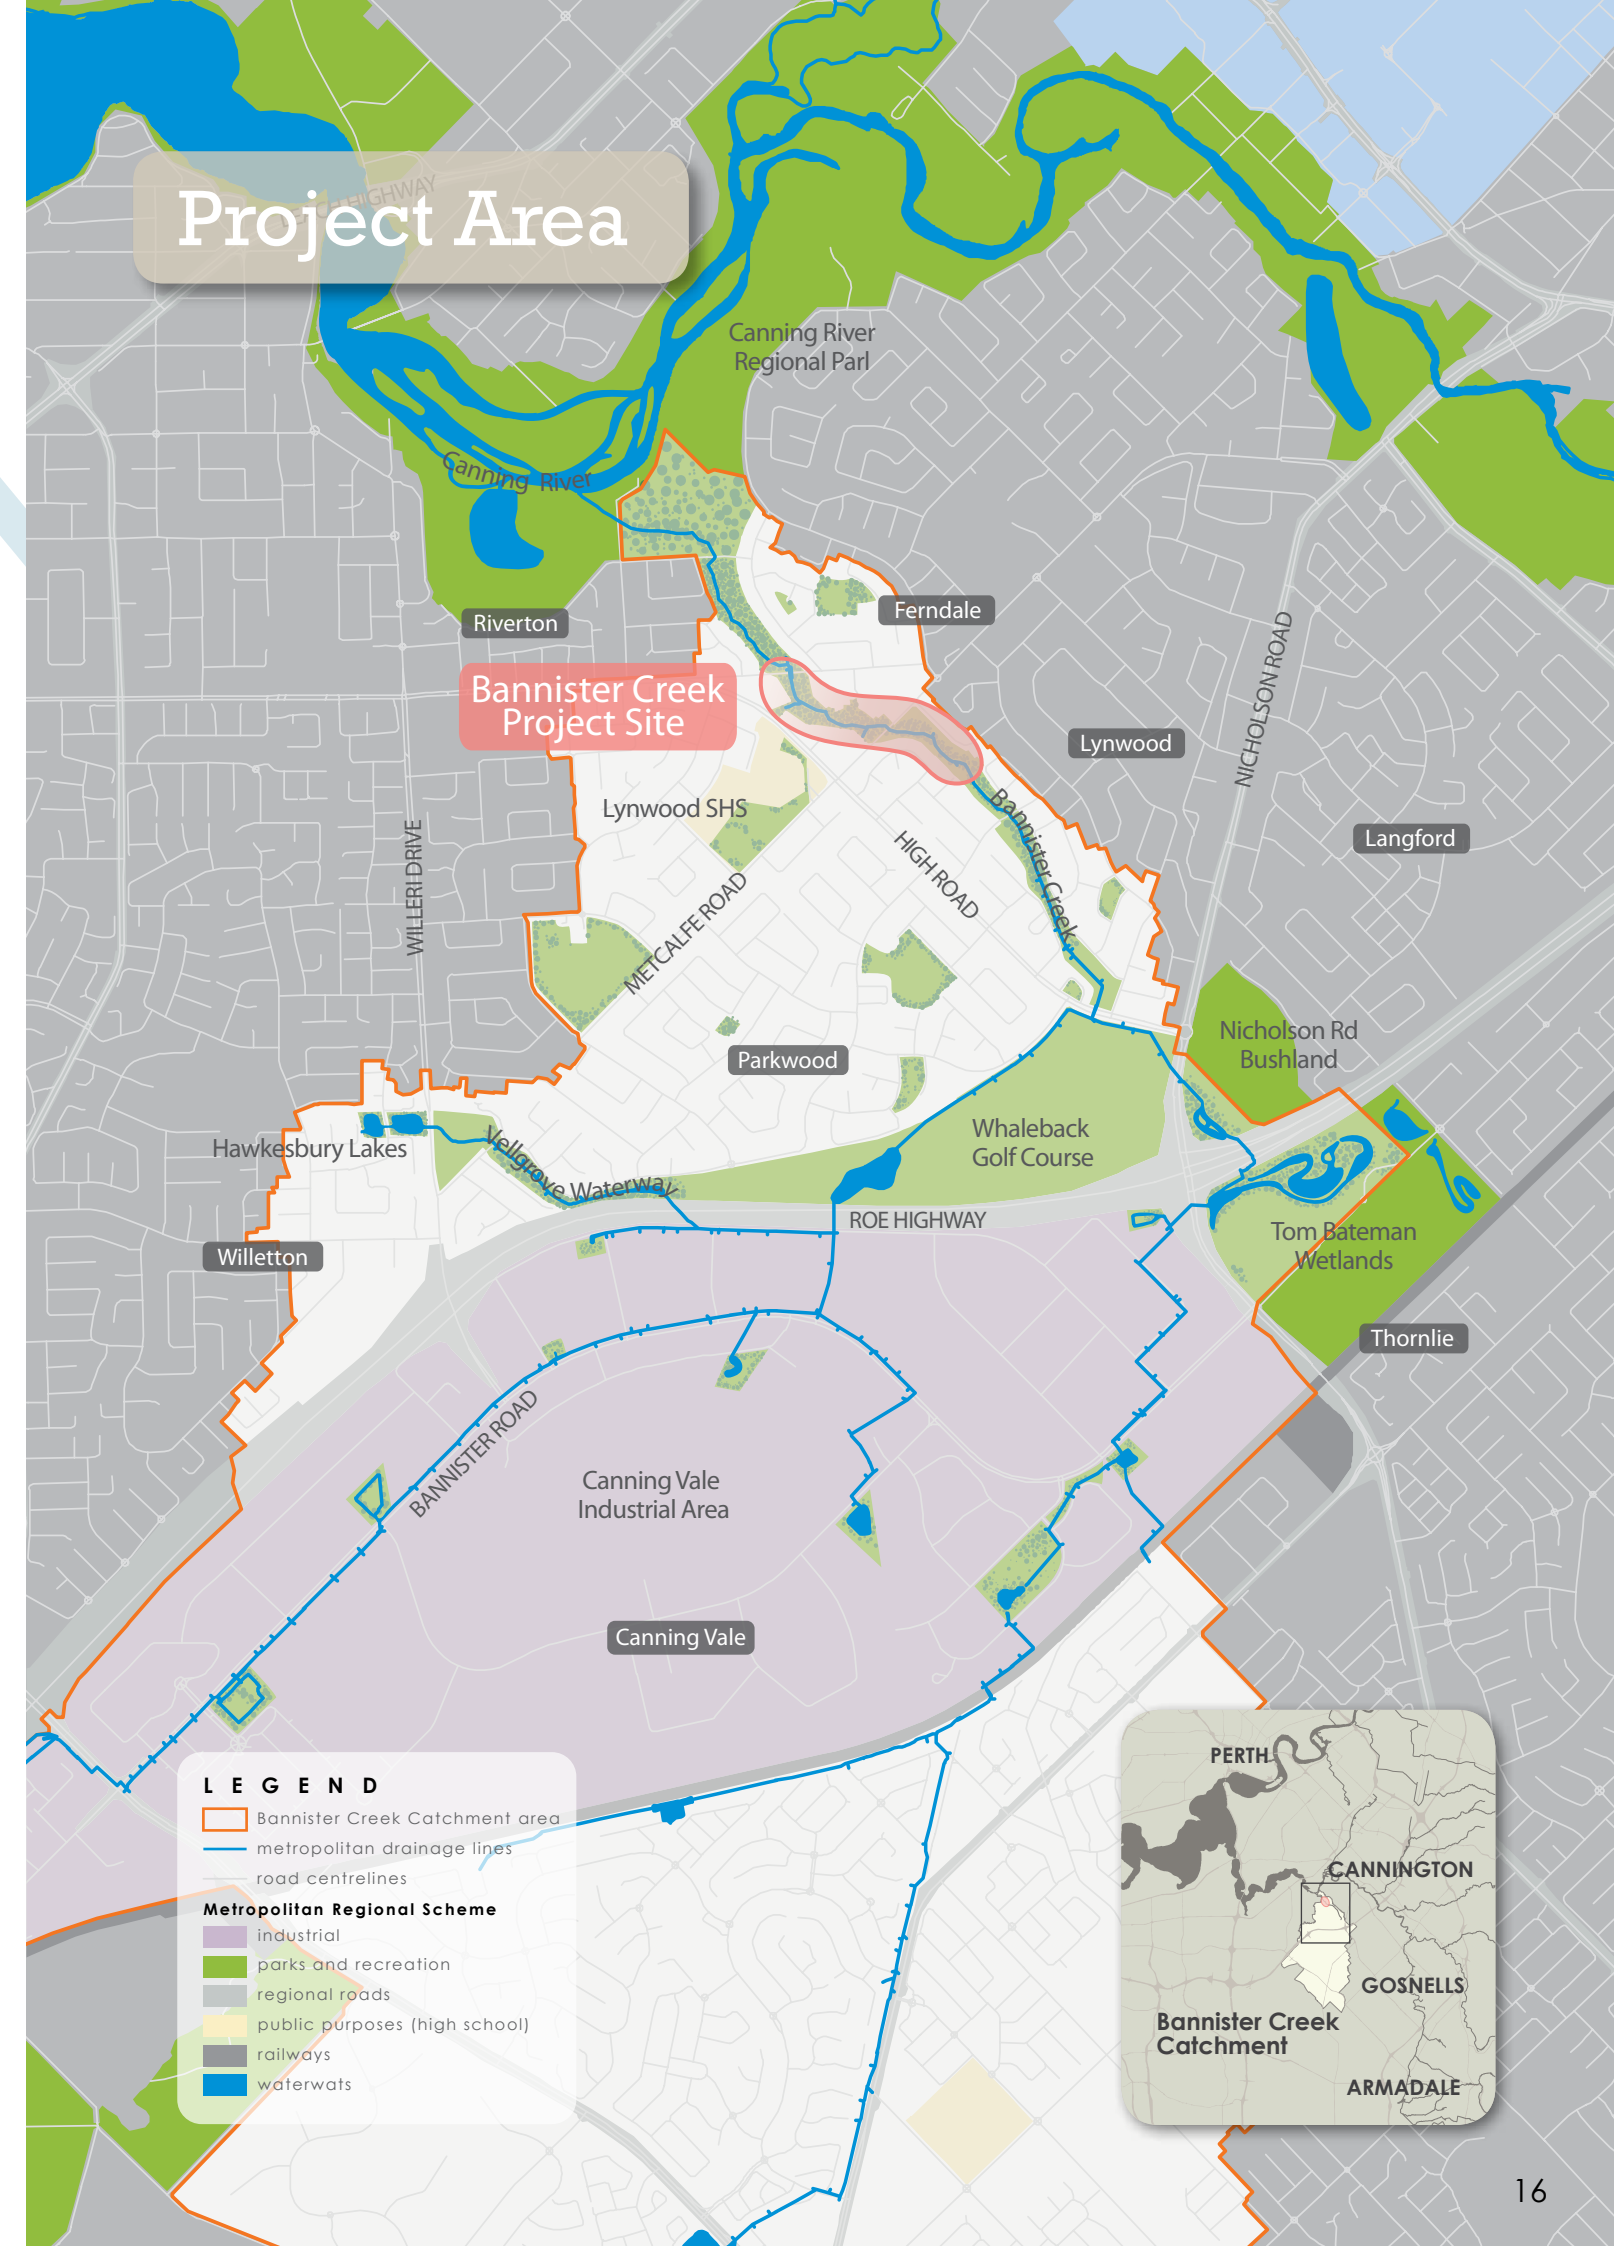 LEACH HIGHWAY
Project Area
Canning River
Regional Parl
Canning River
Riverton
Ferndale
Bannister Creek
Project Site
Lynwood
NICHOLSON ROAD
Lynwood SHS
Langford
WILLERI DRIVE
HIGH ROAD
Bannister Creek
METCALFE ROAD
Nicholson Rd
Bushland
Parkwood
Whaleback
Golf Course
Hawkesbury Lakes
Vellgrove Waterway
ROE HIGHWAY
Tom Bateman
Wetlands
Willetton
Thornlie
BANNISTER ROAD
Canning Vale
Industrial Area
Canning Vale
LEGEND
Bannister Creek Catchment area
metropolitan drainage lines
road centrelines
Metropolitan Regional Scheme
industrial
parks and recreation
regional roads
public purposes (high school)
railways
waterwats
PERTH
CANNINGTON
GOSNELLS
Bannister Creek
Catchment
ARMADALE
16